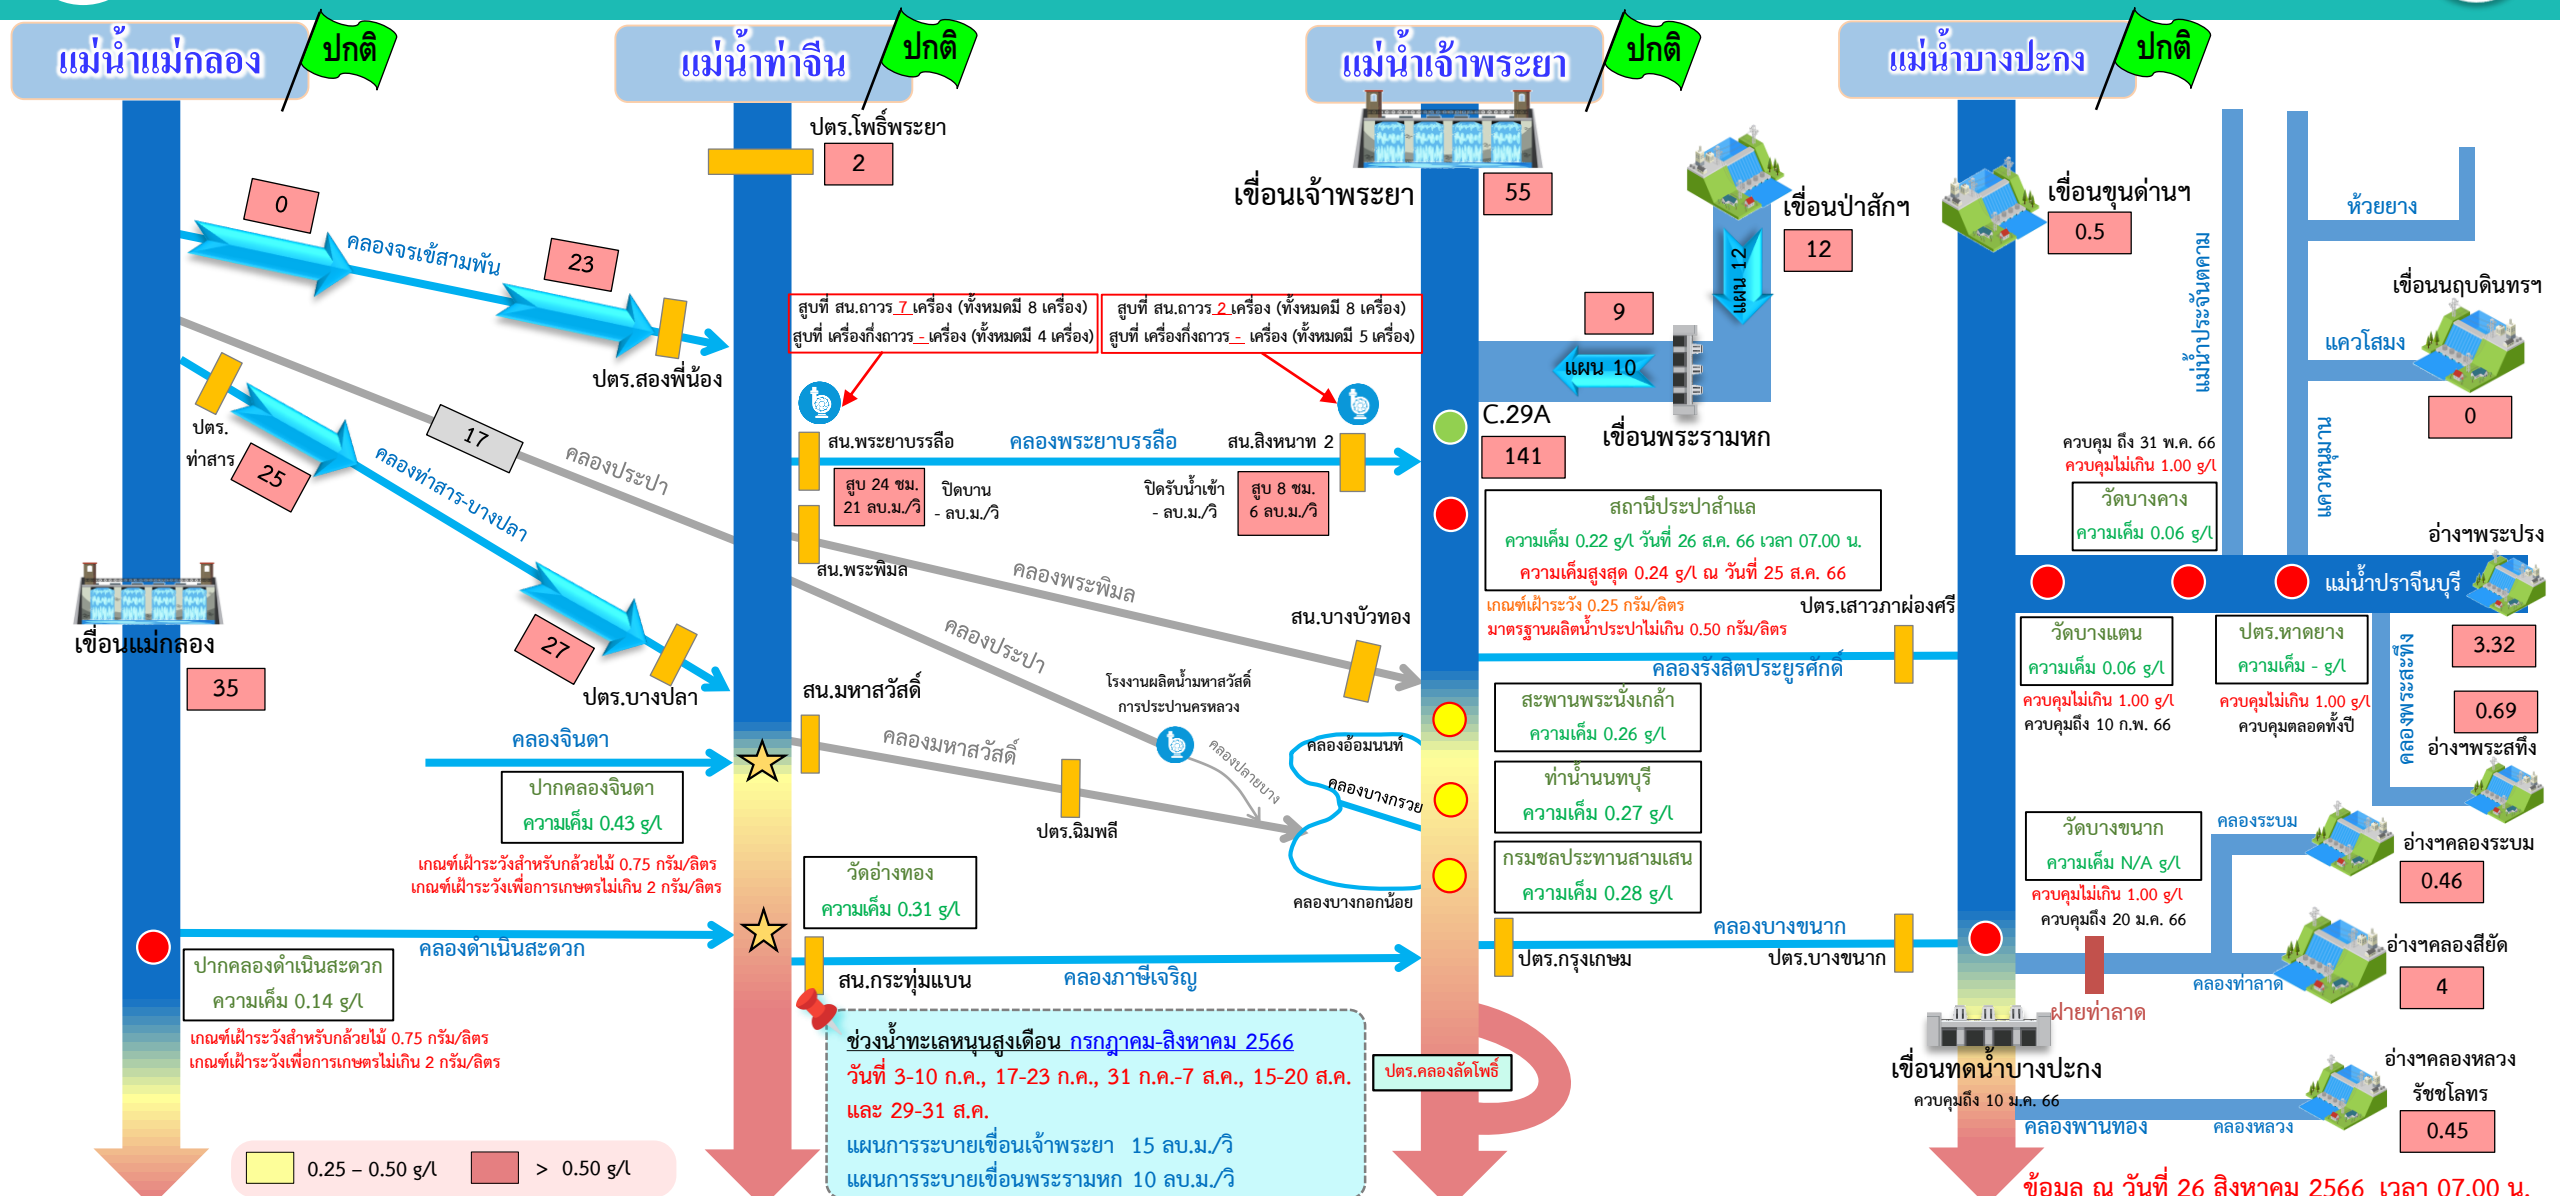 แม่น้ำแม่กลอง
ปกติ
แม่น้ำท่าจีน
ปกติ
แม่น้ำเจ้าพระยา
ปกติ
แม่น้ำบางปะกง
ปกติ
ปตร.โพธิ์พระยา
2
เขื่อนเจ้าพระยา
55
เขื่อนป่าสักฯ
12
แผน 12
9
แผน 10
เขื่อนพระรามหก
เขื่อนขุนด่านฯ
0.5
แม่น้ำประจันตคาม
ห้วยยาง
เขื่อนนฤบดินทรฯ
แควโสมง
0
แควหนุมาน
0
คลองจรเข้สามพัน
23
ปตร.สองพี่น้อง
สูบที่ สน.ถาวร 7 เครื่อง (ทั้งหมดมี 8 เครื่อง)
สูบที่ เครื่องกึ่งถาวร - เครื่อง (ทั้งหมดมี 4 เครื่อง)
สูบที่ สน.ถาวร 2 เครื่อง (ทั้งหมดมี 8 เครื่อง)
สูบที่ เครื่องกึ่งถาวร - เครื่อง (ทั้งหมดมี 5 เครื่อง)
ปตร.
ท่าสาร
25
17
คลองท่าสาร-บางปลา
คลองประปา
27
ปตร.บางปลา
สน.พระยาบรรลือ
คลองพระยาบรรลือ
สน.สิงหนาท 2
สูบ 24 ชม.
21 ลบ.ม./วิ
ปิดบาน
- ลบ.ม./วิ
ปิดรับน้ำเข้า
- ลบ.ม./วิ
สูบ 8 ชม.
6 ลบ.ม./วิ
C.29A
141
สน.พระพิมล
คลองพระพิมล
สน.บางบัวทอง
คลองประปา
สถานีประปาสำแล
ความเค็ม 0.22 g/l วันที่ 26 ส.ค. 66 เวลา 07.00 น.
ความเค็มสูงสุด 0.24 g/l ณ วันที่ 25 ส.ค. 66
เกณฑ์เฝ้าระวัง 0.25 กรัม/ลิตร
มาตรฐานผลิตน้ำประปาไม่เกิน 0.50 กรัม/ลิตร
ปตร.เสาวภาผ่องศรี
คลองรังสิตประยูรศักดิ์
ควบคุม ถึง 31 พ.ค. 66
ควบคุมไม่เกิน 1.00 g/l
วัดบางคาง
ความเค็ม 0.06 g/l
อ่างฯพระปรง
แม่น้ำปราจีนบุรี
3.32
วัดบางแตน
ความเค็ม 0.06 g/l
ควบคุมไม่เกิน 1.00 g/l
ควบคุมถึง 10 ก.พ. 66
ปตร.หาดยาง
ความเค็ม - g/l
ควบคุมไม่เกิน 1.00 g/l
ควบคุมตลอดทั้งปี
คลองพระสะทึง
0.69
อ่างฯพระสทึง
เขื่อนแม่กลอง
35
สน.มหาสวัสดิ์
คลองมหาสวัสดิ์
ปตร.ฉิมพลี
โรงงานผลิตน้ำมหาสวัสดิ์
การประปานครหลวง
คลองปลายบาง
คลองอ้อมนนท์
คลองบางกรวย
คลองบางกอกน้อย
สะพานพระนั่งเกล้า
ความเค็ม 0.26 g/l
ท่าน้ำนนทบุรี
ความเค็ม 0.27 g/l
กรมชลประทานสามเสน
ความเค็ม 0.28 g/l
คลองจินดา
ปากคลองจินดา
ความเค็ม 0.43 g/l
เกณฑ์เฝ้าระวังสำหรับกล้วยไม้ 0.75 กรัม/ลิตร
เกณฑ์เฝ้าระวังเพื่อการเกษตรไม่เกิน 2 กรัม/ลิตร
วัดอ่างทอง
ความเค็ม 0.31 g/l
วัดบางขนาก
ความเค็ม N/A g/l
ควบคุมไม่เกิน 1.00 g/l
ควบคุมถึง 20 ม.ค. 66
คลองระบม
อ่างฯคลองระบม
0.46
อ่างฯคลองสียัด
4
คลองท่าลาด
ฝายท่าลาด
คลองดำเนินสะดวก
ปากคลองดำเนินสะดวก
ความเค็ม 0.14 g/l
เกณฑ์เฝ้าระวังสำหรับกล้วยไม้ 0.75 กรัม/ลิตร
เกณฑ์เฝ้าระวังเพื่อการเกษตรไม่เกิน 2 กรัม/ลิตร
สน.กระทุ่มแบน
คลองภาษีเจริญ
ปตร.กรุงเกษม
คลองบางขนาก
ปตร.บางขนาก
ช่วงน้ำทะเลหนุนสูงเดือน กรกฎาคม-สิงหาคม 2566
วันที่ 3-10 ก.ค., 17-23 ก.ค., 31 ก.ค.-7 ส.ค., 15-20 ส.ค.
และ 29-31 ส.ค.
แผนการระบายเขื่อนเจ้าพระยา 15 ลบ.ม./วิ
แผนการระบายเขื่อนพระรามหก 10 ลบ.ม./วิ
ปตร.คลองลัดโพธิ์
เขื่อนทดน้ำบางปะกง
ควบคุมถึง 10 ม.ค. 66
คลองพานทอง
คลองหลวง
อ่างฯคลองหลวง
รัชชโลทร
0.45
0.25 – 0.50 g/l
> 0.50 g/l
ข้อมูล ณ วันที่ 26 สิงหาคม 2566 เวลา 07.00 น.